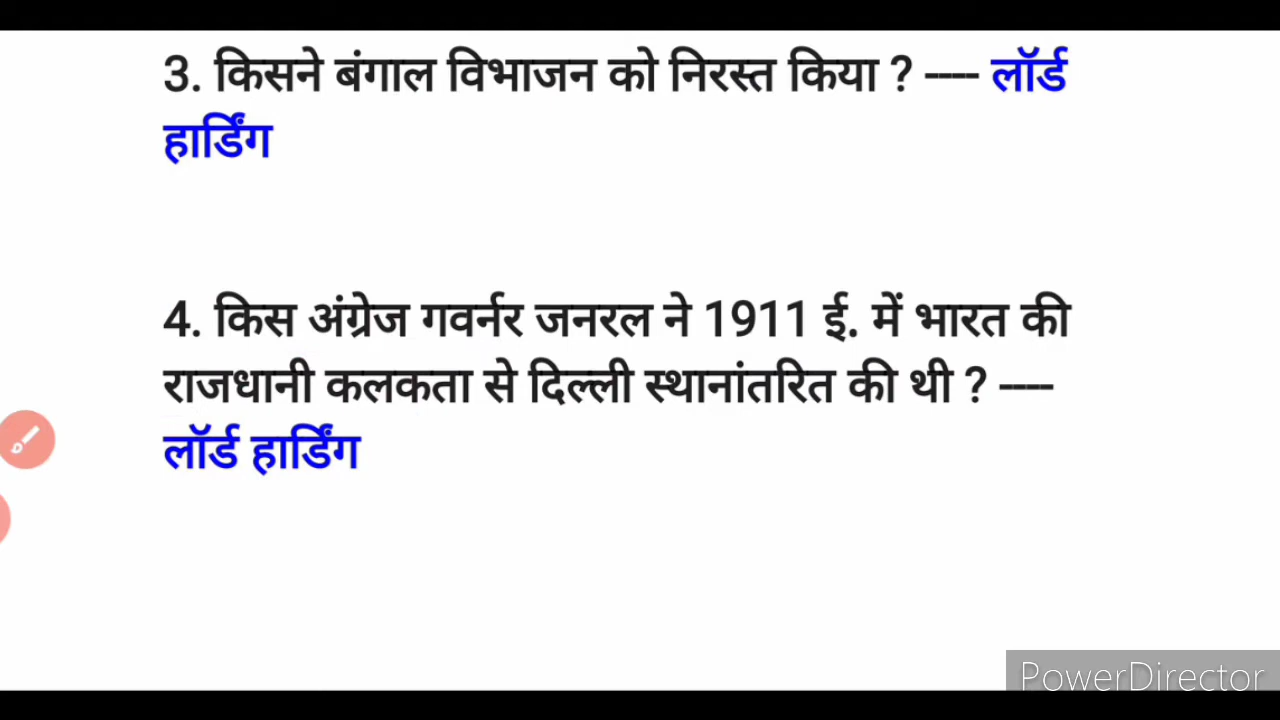 3. किसने बंगाल विभाजन को निरस्त किया ? ---- लॉर्ड
हार्डिंग
4. किस अंग्रेज गवर्नर जनरल ने 1911 ई. में भारत की
राजधानी कलकता से दिल्ली स्थानांतरित की थी ? ----
लॉर्ड हार्डिंग
PowerDirector